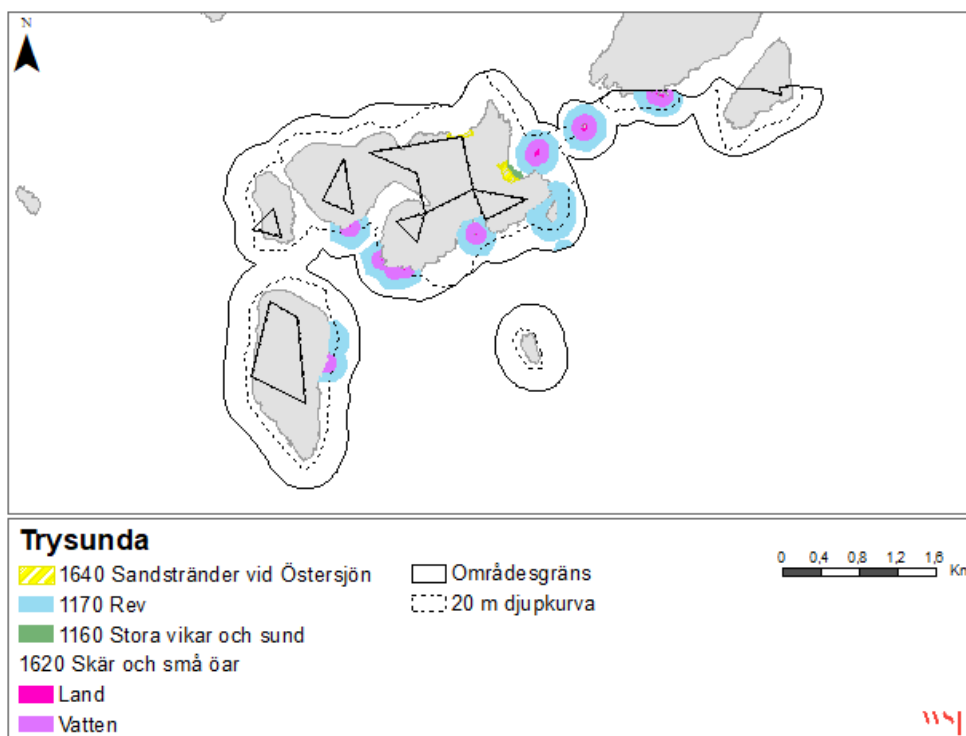 N
Trysunda
1640 Sandstränder vid Östersjön
1170 Rev
1160 Stora vikar och sund
1620 Skär och små öar
Land
Vatten
Områdesgräns
20 m djupkurva
0 0,4 0,8 1,2 1,6
Km